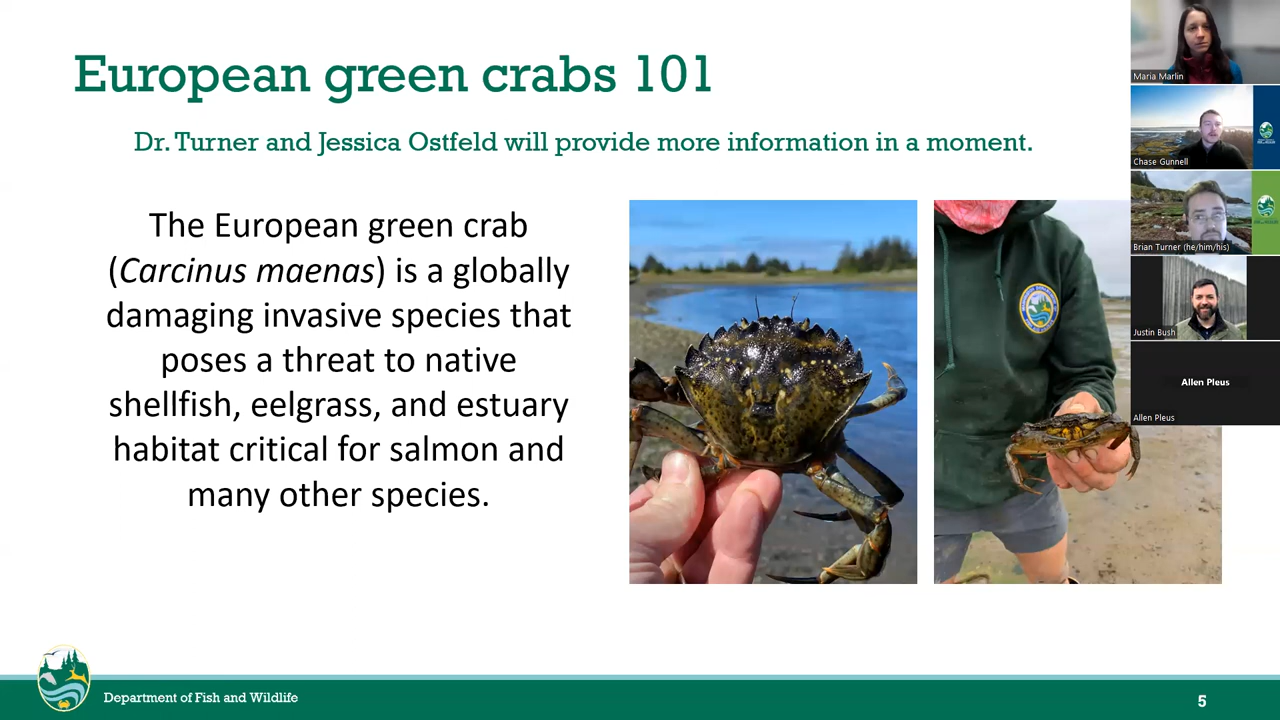 European green crabs 101
Dr. Turner and Jessica Ostfeld will provide more information in a moment.
The European green crab
(Carcinus maenas) is a globally
damaging invasive species that
poses a threat to native
shellfish, eelgrass, and estuary
habitat critical for salmon and
many other species.
Maria Marlin
Chase Gunnell
Brian Turner (he/him/his)
Justin Bush
Allen Pleus
Allen Pleus
Department of Fish and Wildlife
5